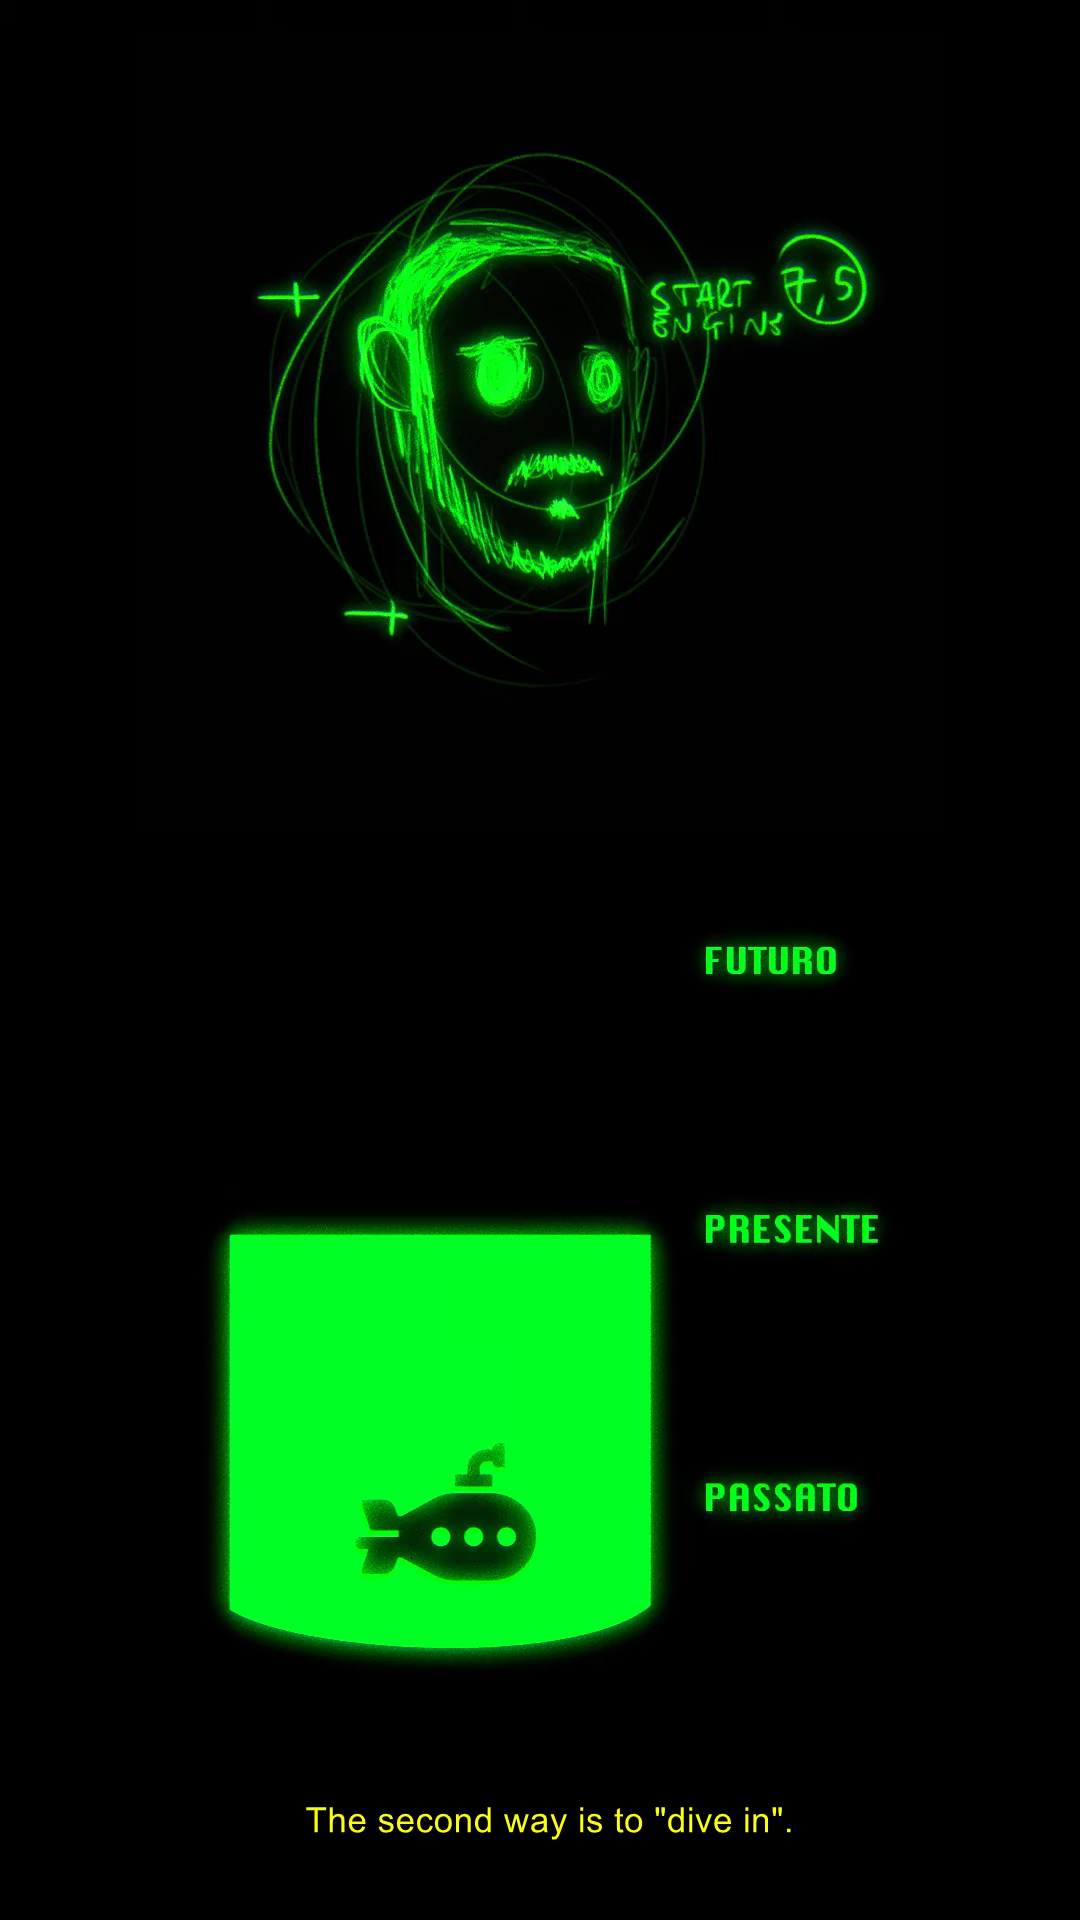 START
ENGINE
7,5
FUTURO
PRESENTE
PASSATO
The second way is to "dive in".